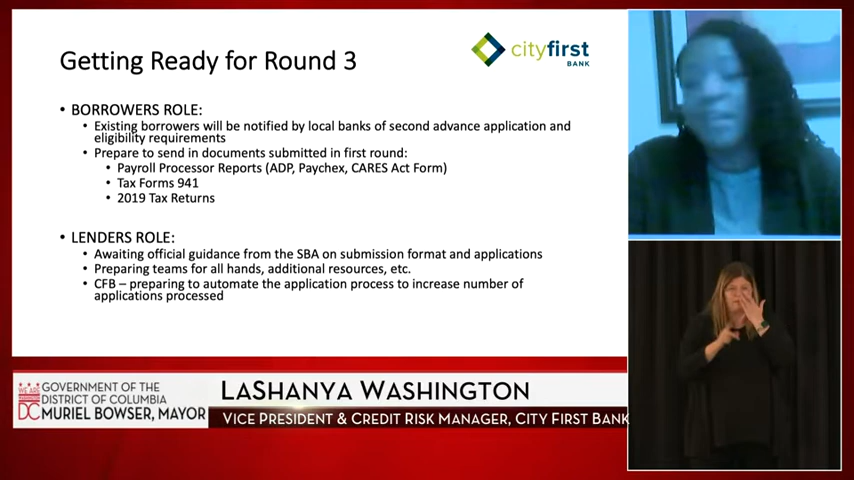 Getting Ready for Round 3
cityfirst
BANK
• BORROWERS ROLE:
• Existing borrowers will be notified by local banks of second advance application and
eligibility requirements
• Prepare to send in documents submitted in first round:
• Payroll Processor Reports (ADP, Paychex, CARES Act Form)
• Tax Forms 941
• 2019 Tax Returns
• LENDERS ROLE:
• Awaiting official guidance from the SBA on submission format and applications
• Preparing teams for all hands, additional resources, etc.
• CFB – preparing to automate the application process to increase number of
applications processed
WE ARE
WASHINGTON
DC
GOVERNMENT OF THE
DISTRICT OF COLUMBIA
MURIEL BOWSER, MAYOR
LASHANYA WASHINGTON
VICE PRESIDENT & CREDIT RISK MANAGER, CITY FIRST BANK